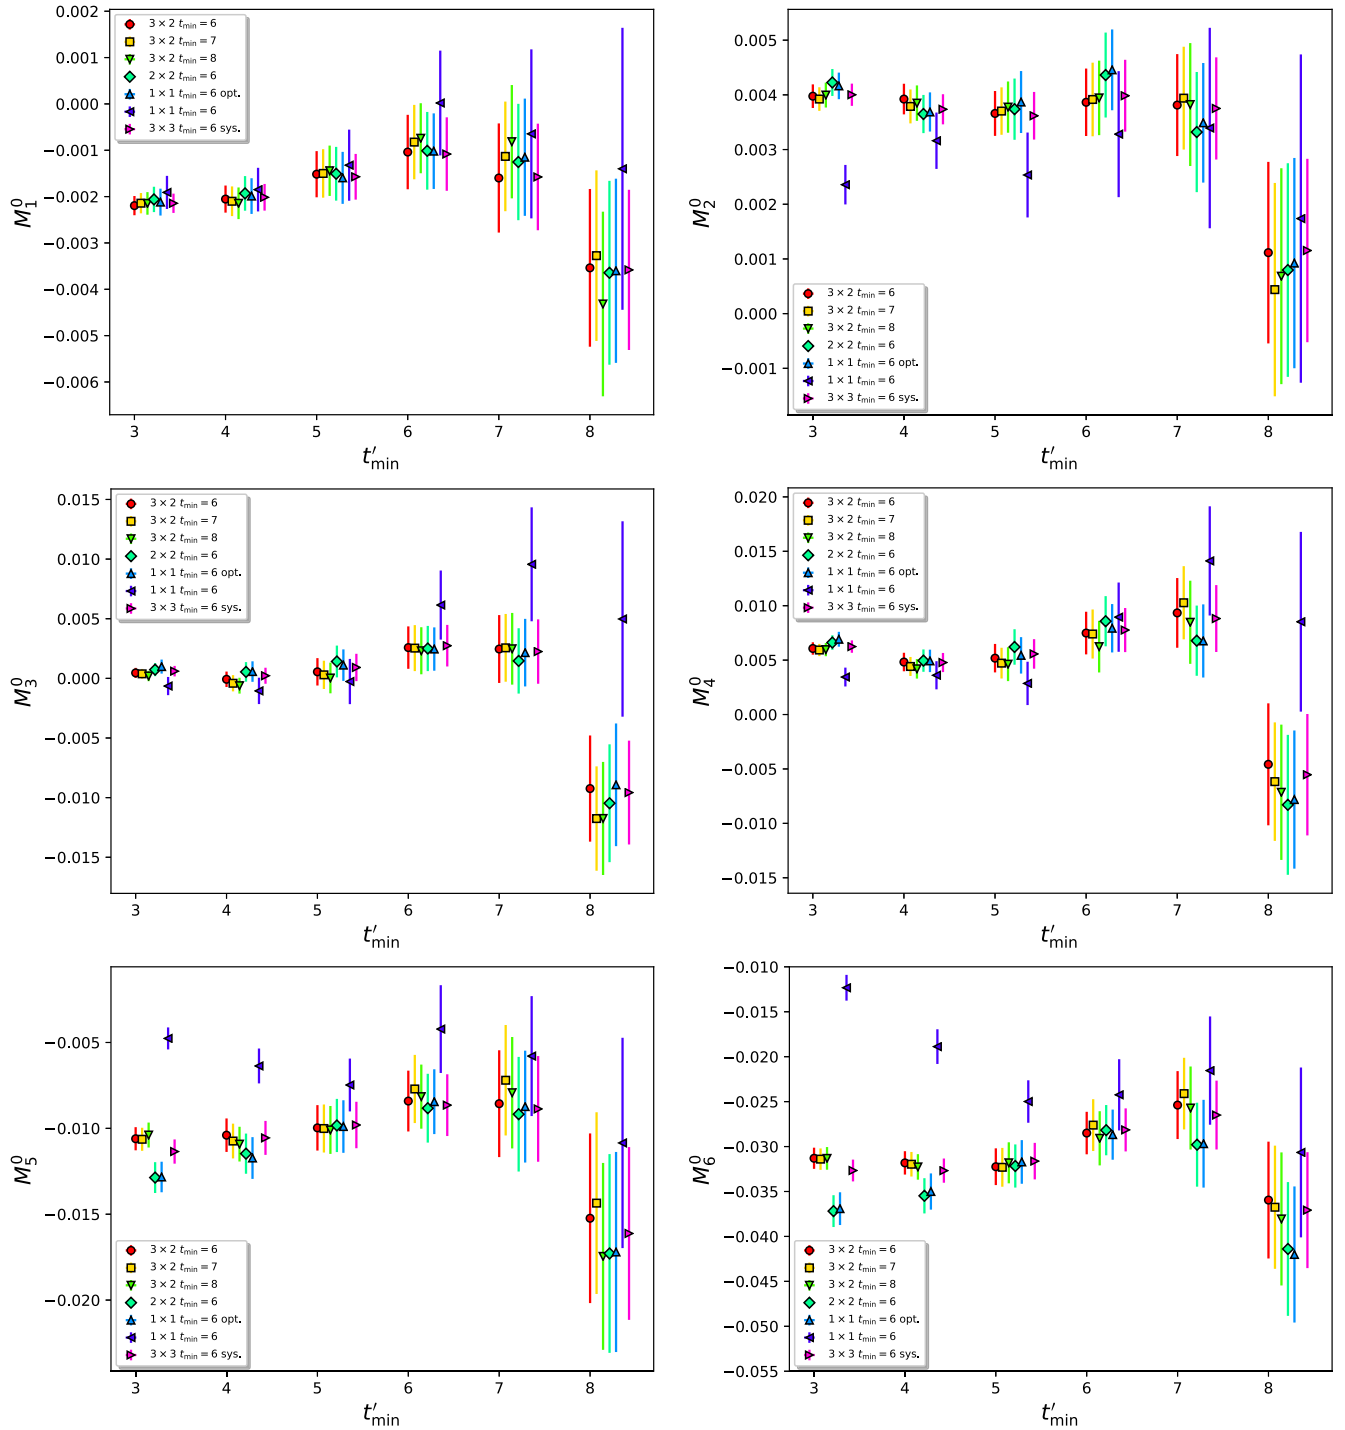 0.002
0.001
0.000
−0.001
−0.002
−0.003
−0.004
−0.005
−0.006
M₁⁰
3 × 2 t_min = 6
3 × 2 t_min = 7
3 × 2 t_min = 8
2 × 2 t_min = 6
1 × 1 t_min = 6 opt.
1 × 1 t_min = 6
3 × 3 t_min = 6 sys.
3 4 5 6 7 8
t′_min
0.005
0.004
0.003
0.002
0.001
0.000
−0.001
M₂⁰
3 × 2 t_min = 6
3 × 2 t_min = 7
3 × 2 t_min = 8
2 × 2 t_min = 6
1 × 1 t_min = 6 opt.
1 × 1 t_min = 6
3 × 3 t_min = 6 sys.
3 4 5 6 7 8
t′_min
0.015
0.010
0.005
0.000
−0.005
−0.010
−0.015
M₃⁰
3 × 2 t_min = 6
3 × 2 t_min = 7
3 × 2 t_min = 8
2 × 2 t_min = 6
1 × 1 t_min = 6 opt.
1 × 1 t_min = 6
3 × 3 t_min = 6 sys.
3 4 5 6 7 8
t′_min
0.020
0.015
0.010
0.005
0.000
−0.005
−0.010
−0.015
M₄⁰
3 × 2 t_min = 6
3 × 2 t_min = 7
3 × 2 t_min = 8
2 × 2 t_min = 6
1 × 1 t_min = 6 opt.
1 × 1 t_min = 6
3 × 3 t_min = 6 sys.
3 4 5 6 7 8
t′_min
−0.005
−0.010
−0.015
−0.020
M₅⁰
3 × 2 t_min = 6
3 × 2 t_min = 7
3 × 2 t_min = 8
2 × 2 t_min = 6
1 × 1 t_min = 6 opt.
1 × 1 t_min = 6
3 × 3 t_min = 6 sys.
3 4 5 6 7 8
t′_min
−0.010
−0.015
−0.020
−0.025
−0.030
−0.035
−0.040
−0.045
−0.050
−0.055
M₆⁰
3 × 2 t_min = 6
3 × 2 t_min = 7
3 × 2 t_min = 8
2 × 2 t_min = 6
1 × 1 t_min = 6 opt.
1 × 1 t_min = 6
3 × 3 t_min = 6 sys.
3 4 5 6 7 8
t′_min